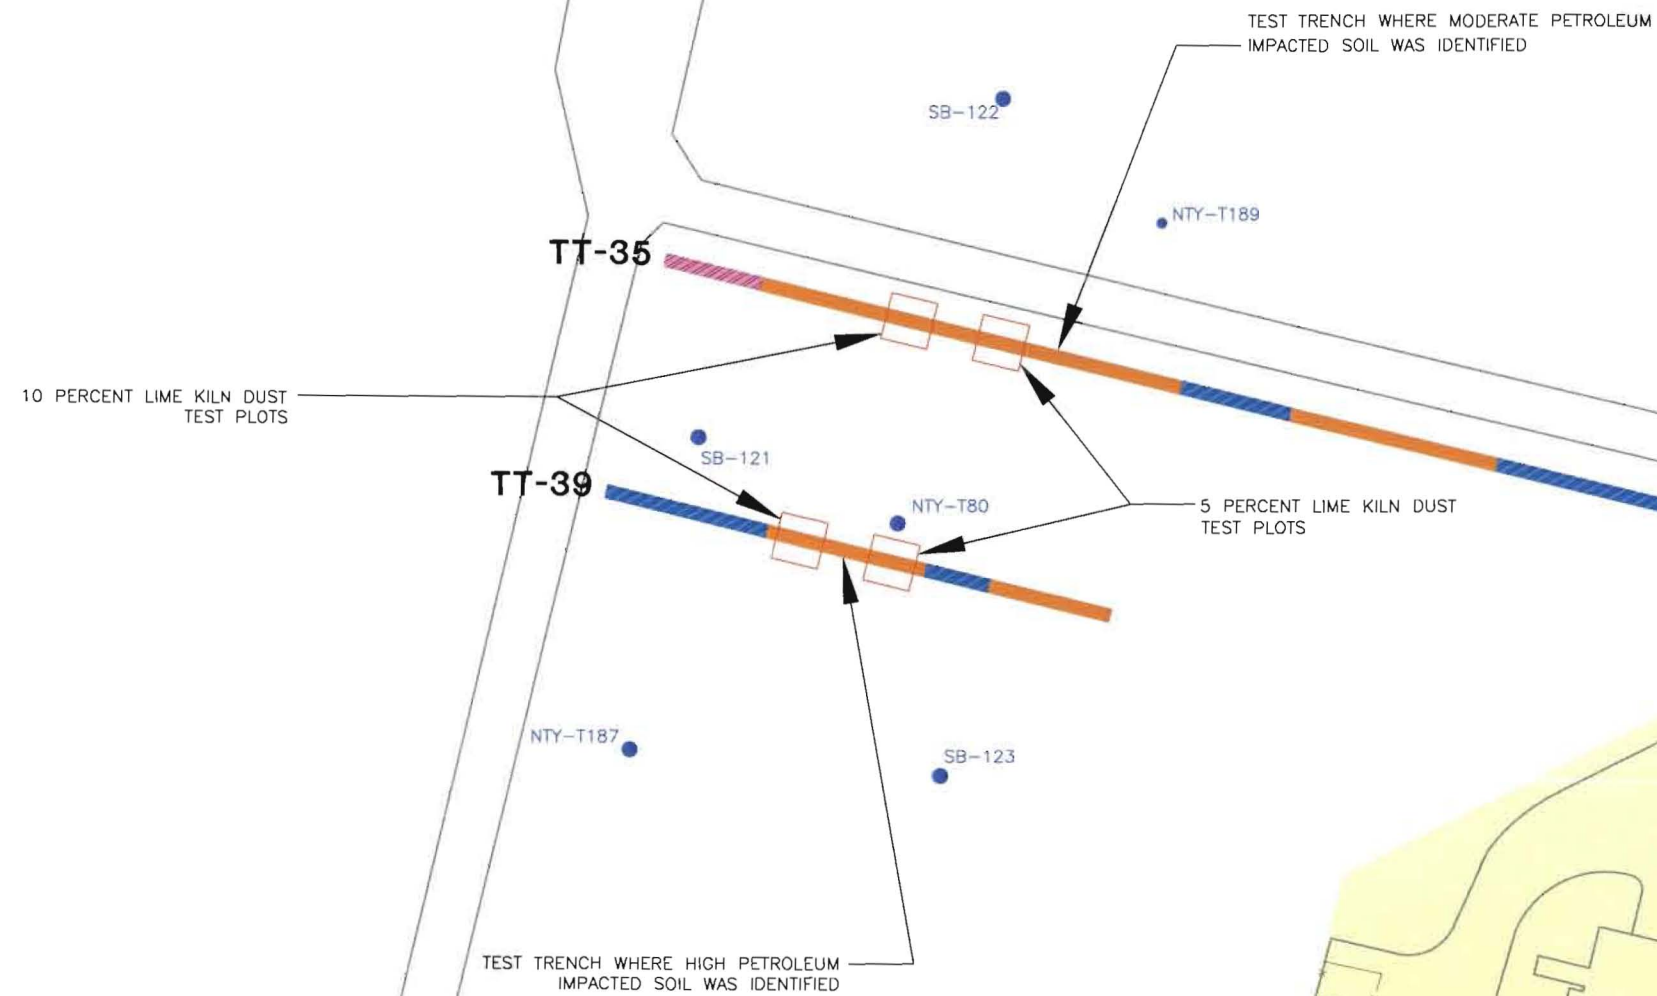 TEST TRENCH WHERE MODERATE PETROLEUM
IMPACTED SOIL WAS IDENTIFIED
SB-122
NTY-T189
TT-35
10 PERCENT LIME KILN DUST
TEST PLOTS
SB-121
TT-39
NTY-T80
5 PERCENT LIME KILN DUST
TEST PLOTS
NTY-T187
SB-123
TEST TRENCH WHERE HIGH PETROLEUM
IMPACTED SOIL WAS IDENTIFIED